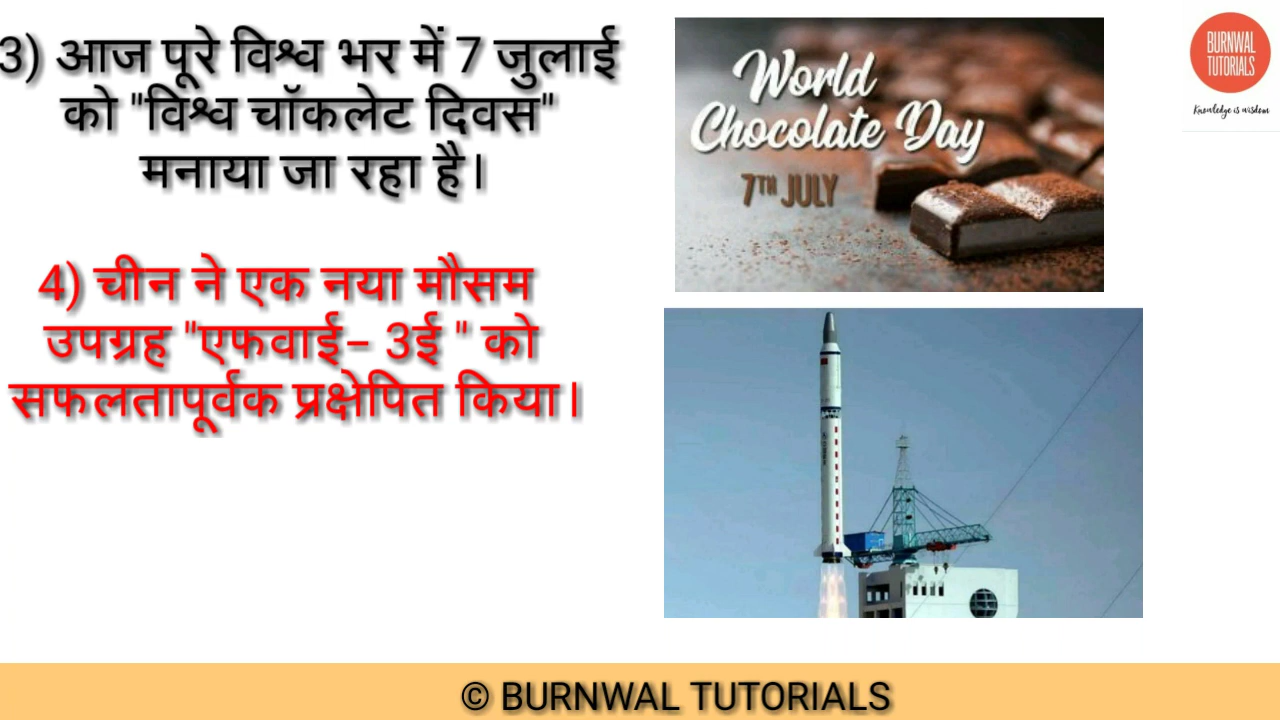 3) आज पूरे विश्व भर में 7 जुलाई
को "विश्व चॉकलेट दिवस"
मनाया जा रहा है।
4) चीन ने एक नया मौसम
उपग्रह "एफवाई– 3ई " को
सफलतापूर्वक प्रक्षेपित किया।
World
Chocolate Day
7TH JULY
BURNWAL
TUTORIALS
Knowledge is wisdom
© BURNWAL TUTORIALS